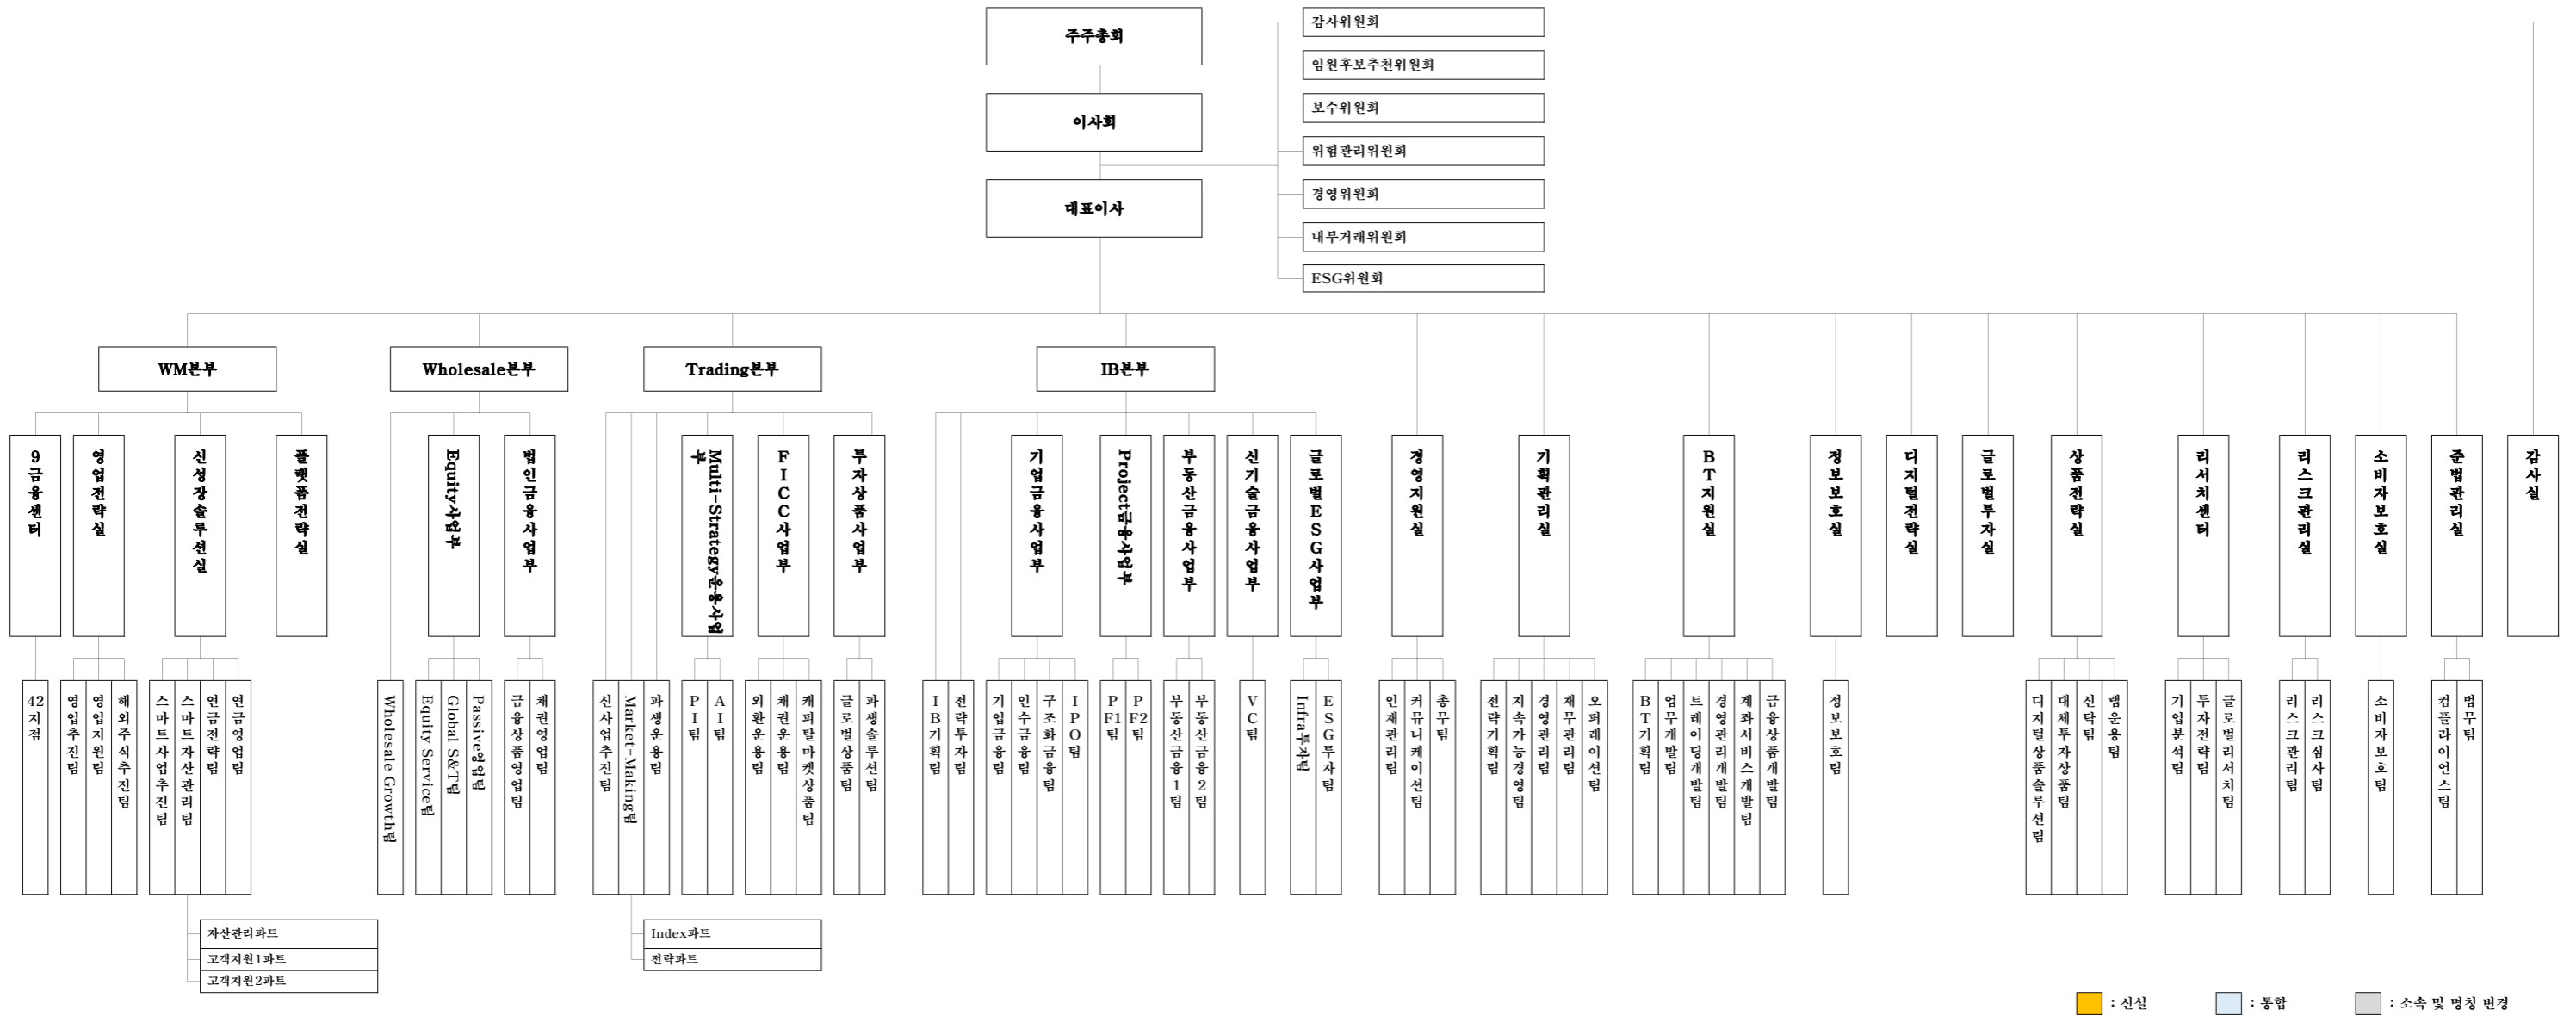 주주총회
이사회
대표이사
감사위원회
임원후보추천위원회
보수위원회
위험관리위원회
경영위원회
내부거래위원회
ESG위원회
WM본부
Wholesale본부
Trading본부
IB본부
9금융센터
영업전략실
신성장솔루션실
플랫폼전략실
Equity사업부
법인금융사업부
Multi-Strategy운용사업부
FICC사업부
투자상품사업부
기업금융사업부
Project금융사업부
부동산금융사업부
신기술금융사업부
글로벌ESG사업부
경영지원실
기획관리실
BT지원실
정보보호실
디지털전략실
글로벌투자실
상품전략실
리서치센터
리스크관리실
소비자보호실
준법관리실
감사실
42지점
영업추진팀
영업지원팀
해외주식추진팀
스마트사업추진팀
스마트자산관리팀
연금전략팀
연금영업팀
Wholesale Growth팀
Equity Service팀
Global S&T팀
Passive영업팀
금융상품영업팀
채권영업팀
신사업추진팀
Market-Making팀
파생운용팀
PI팀
AI팀
외환운용팀
채권운용팀
캐피탈마켓상품팀
글로벌상품팀
파생솔루션팀
IB기획팀
전략투자팀
기업금융팀
인수금융팀
구조화금융팀
IPO팀
PF1팀
PF2팀
부동산금융1팀
부동산금융2팀
VC팀
Infra투자팀
ESG투자팀
인재관리팀
커뮤니케이션팀
총무팀
전략기획팀
지속가능경영팀
경영관리팀
재무관리팀
오퍼레이션팀
BT기획팀
업무개발팀
트레이딩개발팀
경영관리개발팀
계좌서비스개발팀
금융상품개발팀
정보보호팀
디지털상품솔루션팀
대체투자상품팀
신탁팀
랩운용팀
기업분석팀
투자전략팀
글로벌리서치팀
리스크관리팀
리스크심사팀
소비자보호팀
컴플라이언스팀
법무팀
자산관리파트
고객지원1파트
고객지원2파트
Index파트
전략파트
: 신설
: 통합
: 소속 및 명칭 변경